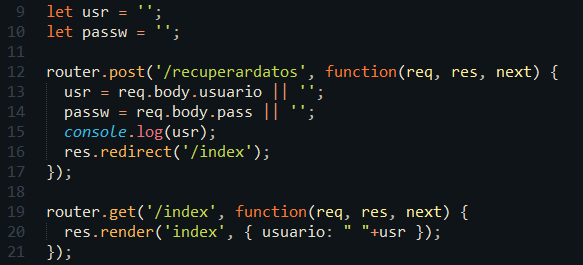 9 let usr = '';
10 let passw = '';
11
12 router.post('/recuperardatos', function(req, res, next) {
13   usr = req.body.usuario || '';
14   passw = req.body.pass || '';
15   console.log(usr);
16   res.redirect('/index');
17 });
18
19 router.get('/index', function(req, res, next) {
20   res.render('index', { usuario: " "+usr });
21 });